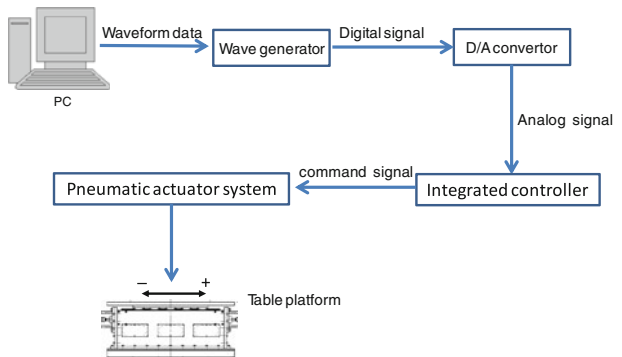 Waveform data
Wave generator
Digital signal
D/A convertor
PC
Analog signal
command signal
Pneumatic actuator system
Integrated controller
– +
Table platform